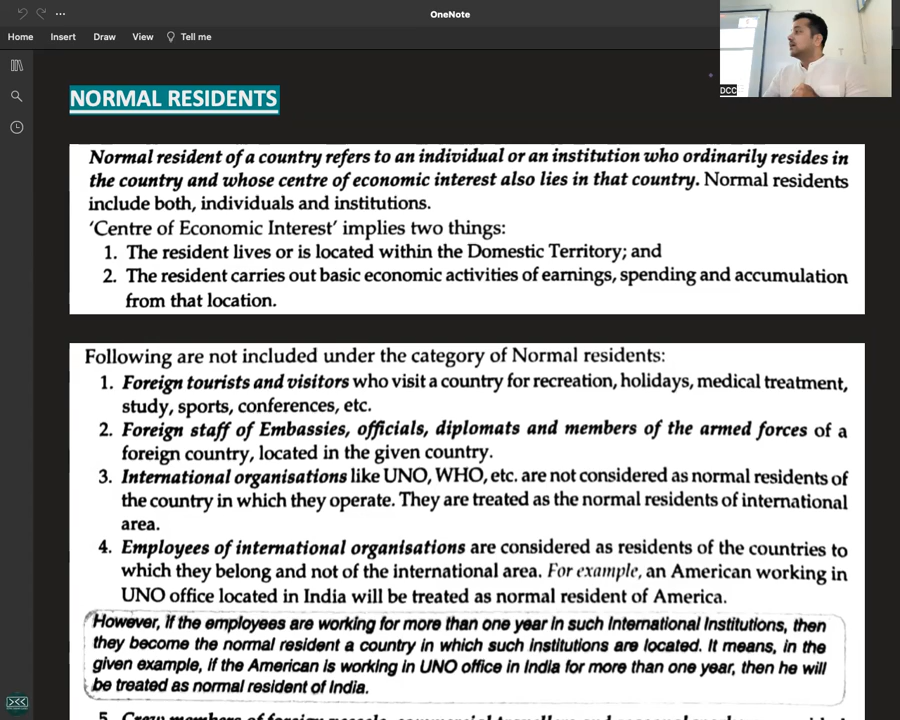 OneNote
Home Insert Draw View Tell me
DCC
NORMAL RESIDENTS
Normal resident of a country refers to an individual or an institution who ordinarily resides in
the country and whose centre of economic interest also lies in that country. Normal residents
include both, individuals and institutions.
‘Centre of Economic Interest’ implies two things:
1. The resident lives or is located within the Domestic Territory; and
2. The resident carries out basic economic activities of earnings, spending and accumulation
from that location.
Following are not included under the category of Normal residents:
1. Foreign tourists and visitors who visit a country for recreation, holidays, medical treatment,
study, sports, conferences, etc.
2. Foreign staff of Embassies, officials, diplomats and members of the armed forces of a
foreign country, located in the given country.
3. International organisations like UNO, WHO, etc. are not considered as normal residents of
the country in which they operate. They are treated as the normal residents of international
area.
4. Employees of international organisations are considered as residents of the countries to
which they belong and not of the international area. For example, an American working in
UNO office located in India will be treated as normal resident of America.
However, if the employees are working for more than one year in such International Institutions, then
they become the normal resident a country in which such institutions are located. It means, in the
given example, if the American is working in UNO office in India for more than one year, then he will
be treated as normal resident of India.